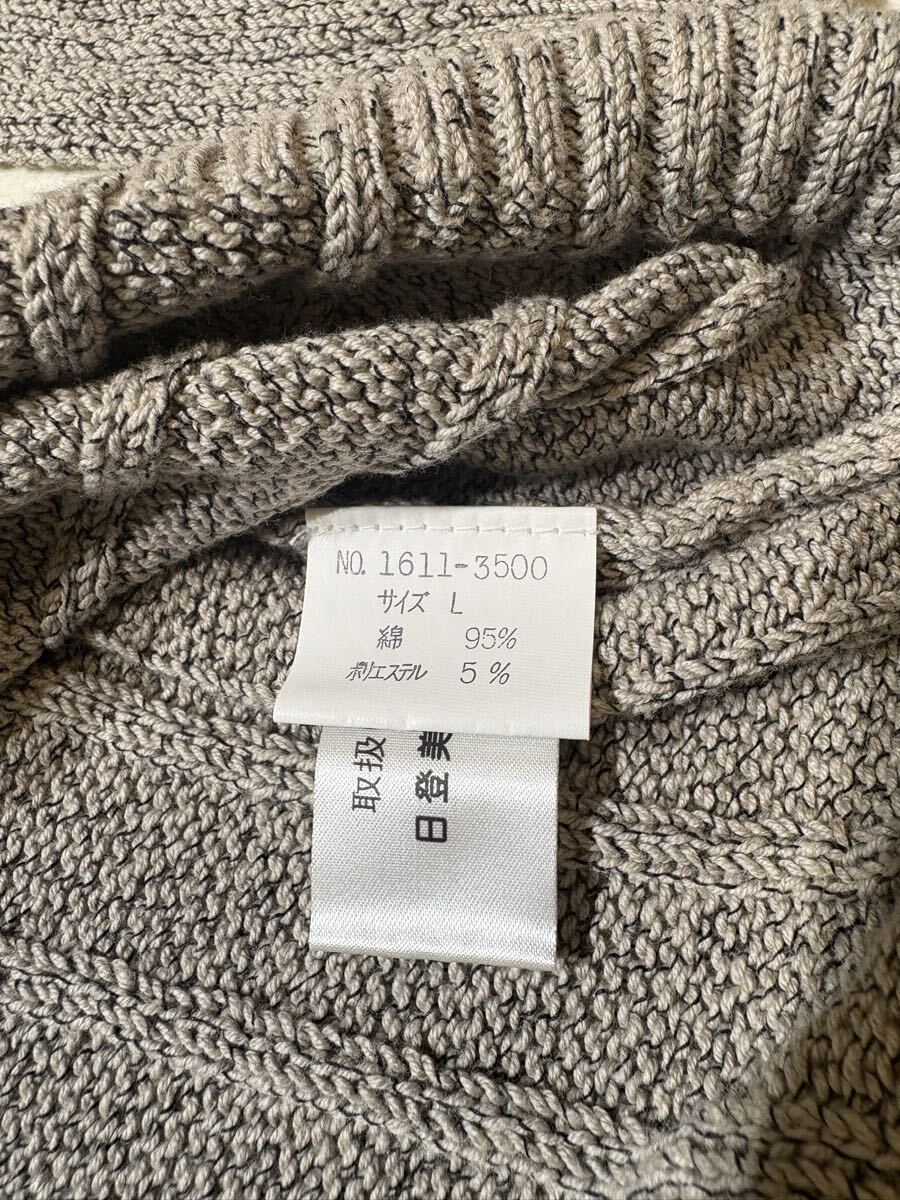 NO. 1611-3500
サイズ L
綿 95%
ポリエステル 5%
取扱
日登美